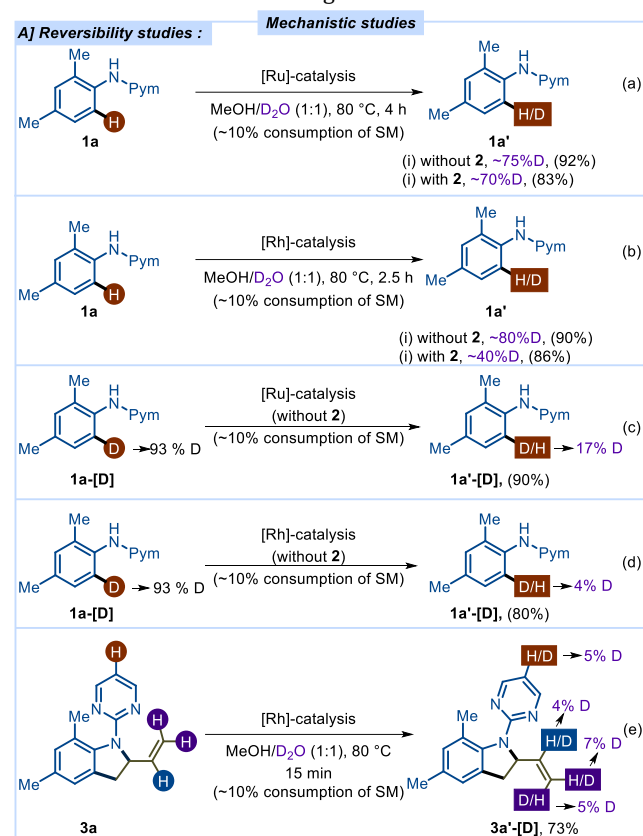 Mechanistic studies
A] Reversibility studies :
Me
H
N
Pym
Me
H
1a
[Ru]-catalysis
MeOH/D₂O (1:1), 80 °C, 4 h
(~10% consumption of SM)
Me
H
N
Pym
Me
H/D
1a'
(a)
(i) without 2, ~75%D, (92%)
(i) with 2, ~70%D, (83%)
Me
H
N
Pym
Me
H
1a
[Rh]-catalysis
MeOH/D₂O (1:1), 80 °C, 2.5 h
(~10% consumption of SM)
Me
H
N
Pym
Me
H/D
1a'
(b)
(i) without 2, ~80%D, (90%)
(i) with 2, ~40%D, (86%)
Me
H
N
Pym
Me
D → 93 % D
1a-[D]
[Ru]-catalysis
(without 2)
(~10% consumption of SM)
Me
H
N
Pym
Me
D/H → 17% D
1a'-[D], (90%)
(c)
Me
H
N
Pym
Me
D → 93 % D
1a-[D]
[Rh]-catalysis
(without 2)
(~10% consumption of SM)
Me
H
N
Pym
Me
D/H → 4% D
1a'-[D], (80%)
(d)
H
N N
Me
N
H
H
H
Me
3a
[Rh]-catalysis
MeOH/D₂O (1:1), 80 °C
15 min
(~10% consumption of SM)
H/D → 5% D
N N
Me
N
4% D
H/D
7% D
H/D
D/H → 5% D
Me
3a'-[D], 73%
(e)